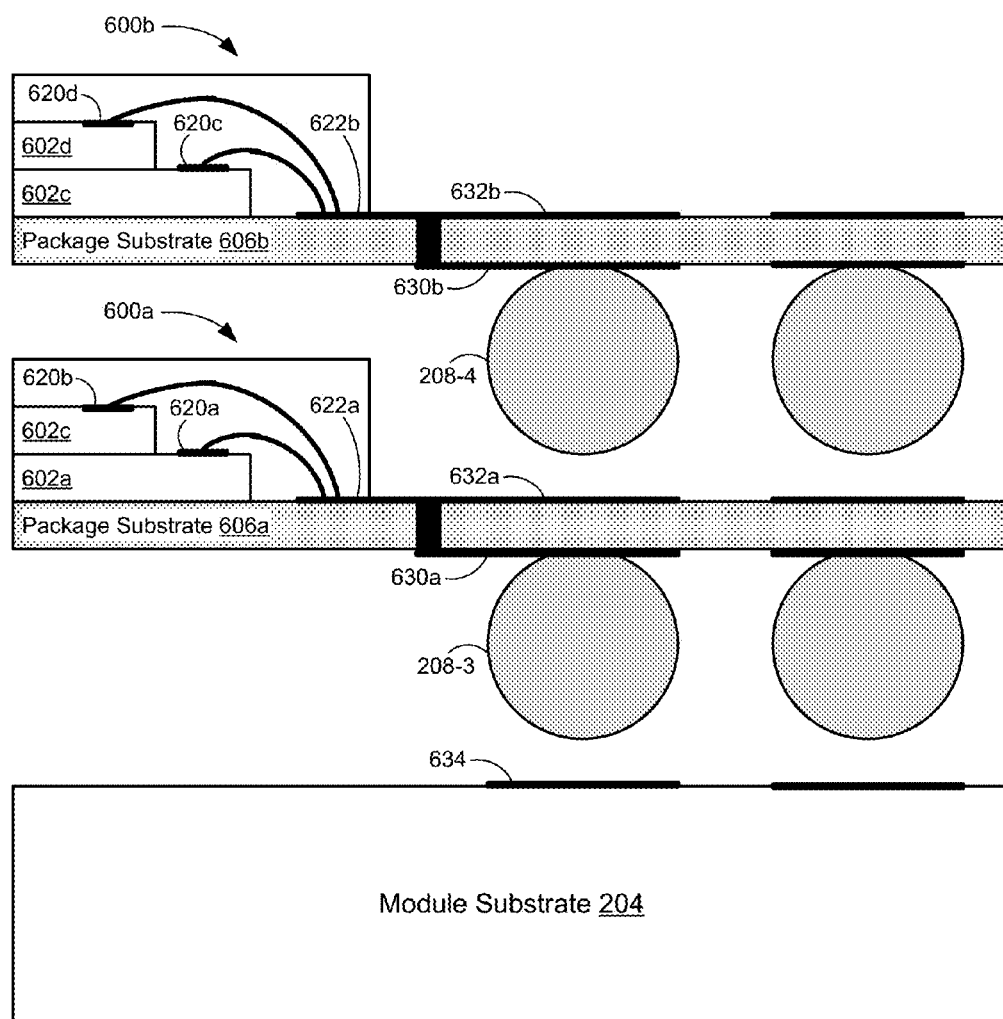 600b
620d
620c
622b
602d
602c
632b
Package Substrate 606b
630b
600a
208-4
620b
620a
622a
602c
602a
632a
Package Substrate 606a
630a
208-3
634
Module Substrate 204